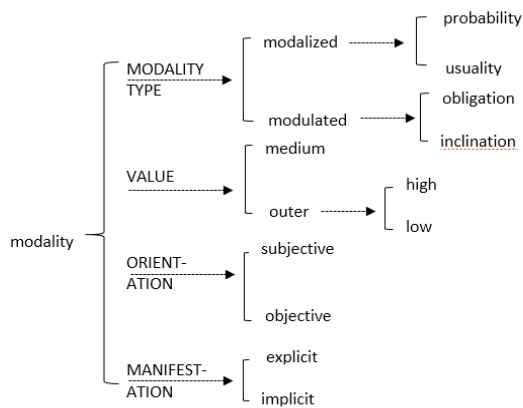 probability
modalized
usuality
MODALITY
TYPE
obligation
modulated
inclination
medium
VALUE
high
outer
low
modality
subjective
ORIENT-
ATION
objective
explicit
MANIFEST-
ATION
implicit